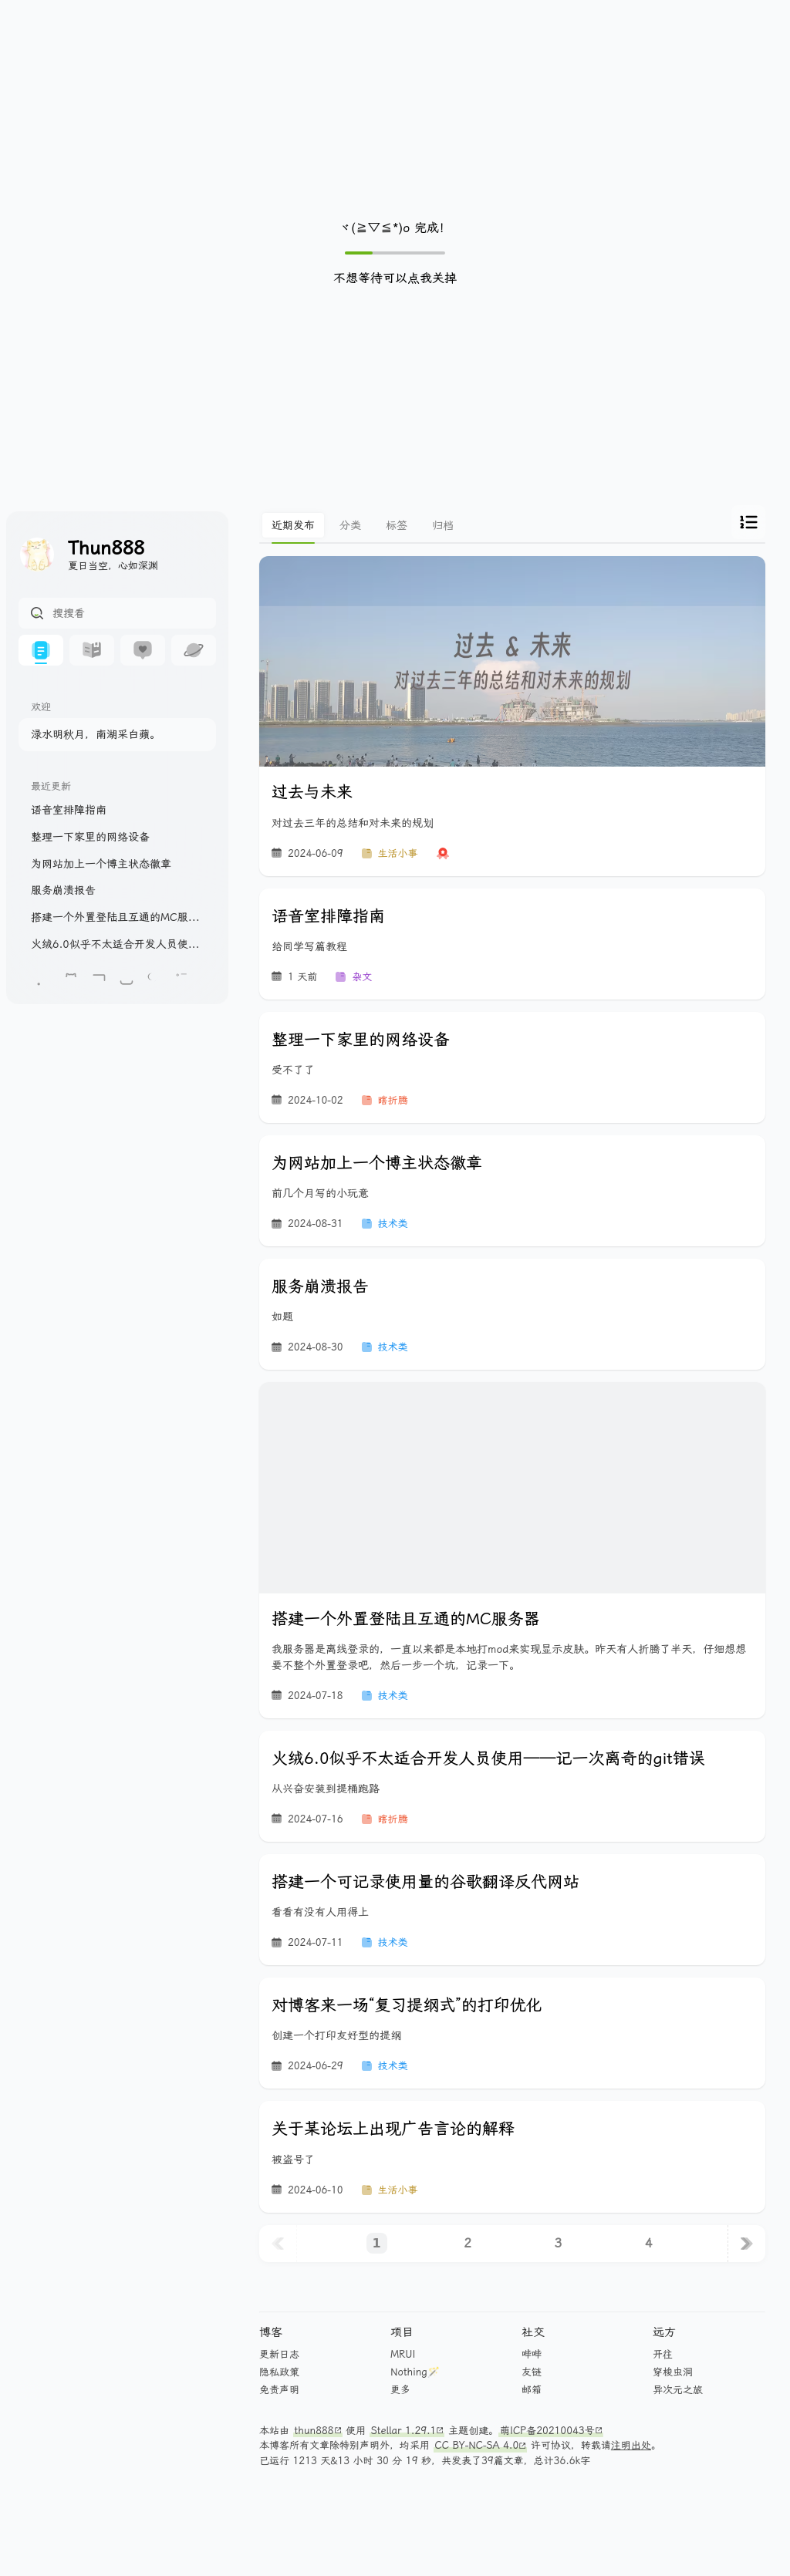 ヾ(≧▽≦*)o 完成!
不想等待可以点我关掉
Thun888
夏日当空，心如深渊
搜搜看
欢迎
渌水明秋月，南湖采白蘋。
最近更新
语音室排障指南
整理一下家里的网络设备
为网站加上一个博主状态徽章
服务崩溃报告
搭建一个外置登陆且互通的MC服...
火绒6.0似乎不太适合开发人员使...
近期发布 分类 标签 归档
过去 & 未来
对过去三年的总结和对未来的规划
过去与未来
对过去三年的总结和对未来的规划
2024-06-09 生活小事
语音室排障指南
给同学写篇教程
1 天前 杂文
整理一下家里的网络设备
受不了了
2024-10-02 瞎折腾
为网站加上一个博主状态徽章
前几个月写的小玩意
2024-08-31 技术类
服务崩溃报告
如题
2024-08-30 技术类
搭建一个外置登陆且互通的MC服务器
我服务器是离线登录的，一直以来都是本地打mod来实现显示皮肤。昨天有人折腾了半天，仔细想想
要不整个外置登录吧，然后一步一个坑，记录一下。
2024-07-18 技术类
火绒6.0似乎不太适合开发人员使用——记一次离奇的git错误
从兴奋安装到提桶跑路
2024-07-16 瞎折腾
搭建一个可记录使用量的谷歌翻译反代网站
看看有没有人用得上
2024-07-11 技术类
对博客来一场“复习提纲式”的打印优化
创建一个打印友好型的提纲
2024-06-29 技术类
关于某论坛上出现广告言论的解释
被盗号了
2024-06-10 生活小事
1 2 3 4
博客 项目 社交 远方
更新日志 MRUI 哔哔 开往
隐私政策 Nothing🪄 友链 穿梭虫洞
免责声明 更多 邮箱 异次元之旅
本站由 thun888 使用 Stellar 1.29.1 主题创建。萌ICP备20210043号
本博客所有文章除特别声明外，均采用 CC BY-NC-SA 4.0 许可协议，转载请注明出处。
已运行 1213 天&13 小时 30 分 19 秒，共发表了39篇文章，总计36.6k字